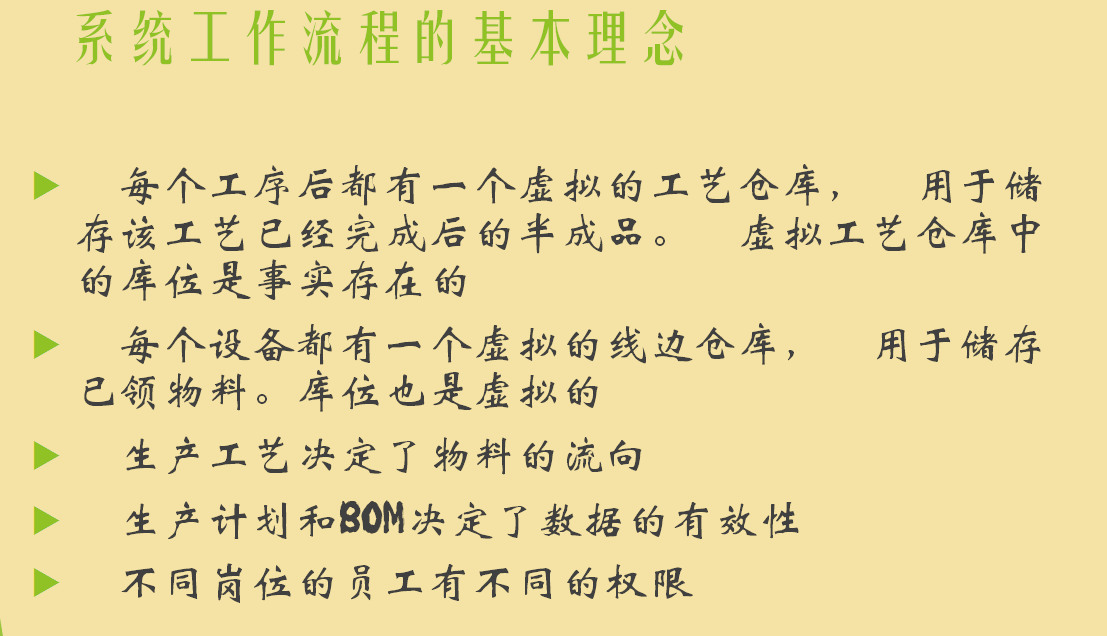 系统工作流程的基本理念
每个工序后都有一个虚拟的工艺仓库， 用于储
存该工艺已经完成后的半成品。 虚拟工艺仓库中
的库位是事实存在的
每个设备都有一个虚拟的线边仓库， 用于储存
已领物料。库位也是虚拟的
生产工艺决定了物料的流向
生产计划和BOM决定了数据的有效性
不同岗位的员工有不同的权限